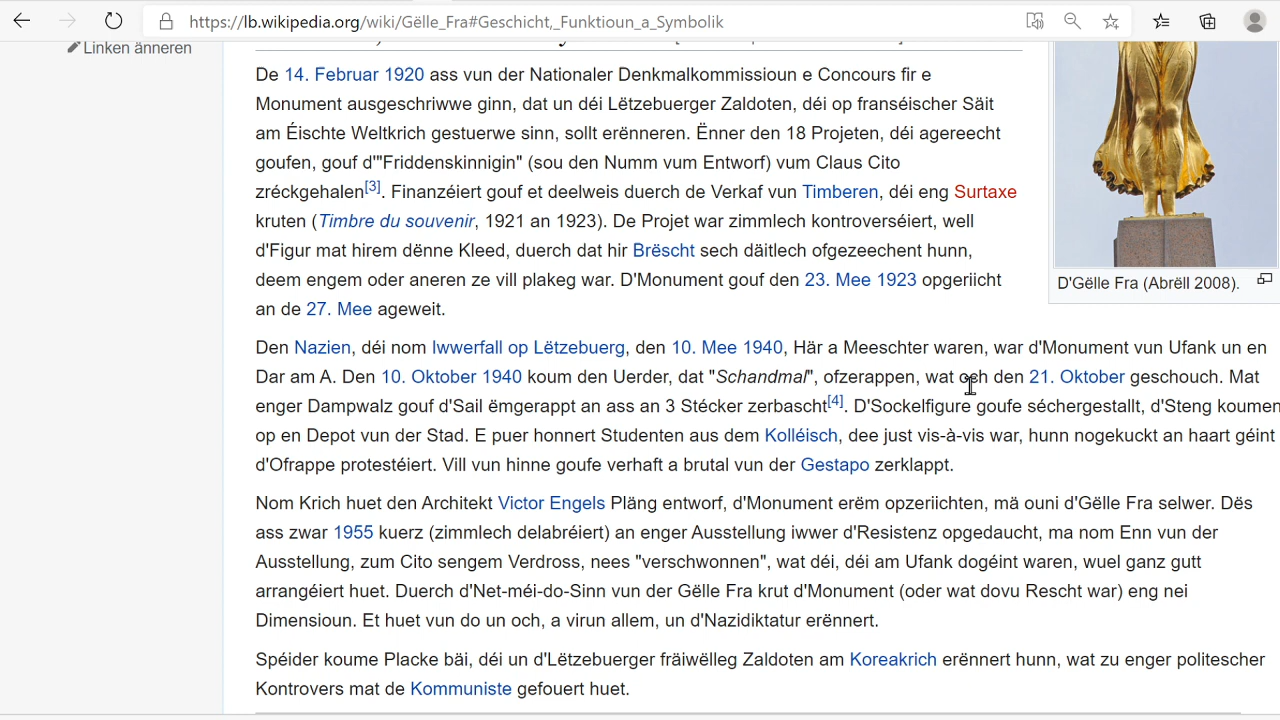 https://lb.wikipedia.org/wiki/Gëlle_Fra#Geschicht,_Funktioun_a_Symbolik
Linken änneren
De 14. Februar 1920 ass vun der Nationaler Denkmalkommissioun e Concours fir e
Monument ausgeschriwwe ginn, dat un déi Lëtzebuerger Zaldoten, déi op franséischer Säit
am Éischte Weltkrich gestuerwe sinn, sollt erënneren. Ënner den 18 Projeten, déi agereecht
goufen, gouf d'"Friddenskinnigin" (sou den Numm vum Entworf) vum Claus Cito
zréckgehalen[3]. Finanzéiert gouf et deelweis duerch de Verkaf vun Timberen, déi eng Surtaxe
kruten (Timbre du souvenir, 1921 an 1923). De Projet war zimmlech kontroverséiert, well
d'Figur mat hirem dënne Kleed, duerch dat hir Brëscht sech däitlech ofgezeechent hunn,
deem engem oder aneren ze vill plakeg war. D'Monument gouf den 23. Mee 1923 opgeriicht
an de 27. Mee ageweit.
D'Gëlle Fra (Abrëll 2008).
Den Nazien, déi nom Iwwerfall op Lëtzebuerg, den 10. Mee 1940, Här a Meeschter waren, war d'Monument vun Ufank un en
Dar am A. Den 10. Oktober 1940 koum den Uerder, dat "Schandmal", ofzerappen, wat och den 21. Oktober geschouch. Mat
enger Dampwalz gouf d'Sail ëmgerappt an ass an 3 Stécker zerbascht[4]. D'Sockelfigure goufe séchergestallt, d'Steng koumen
op en Depot vun der Stad. E puer honnert Studenten aus dem Kolléisch, dee just vis-à-vis war, hunn nogekuckt an haart géint
d'Ofrappe protestéiert. Vill vun hinne goufe verhaft a brutal vun der Gestapo zerklappt.
Nom Krich huet den Architekt Victor Engels Pläng entworf, d'Monument erëm opzeriichten, mä ouni d'Gëlle Fra selwer. Dës
ass zwar 1955 kuerz (zimmlech delabréiert) an enger Ausstellung iwwer d'Resistenz opgedaucht, ma nom Enn vun der
Ausstellung, zum Cito sengem Verdross, nees "verschwonnen", wat déi, déi am Ufank dogéint waren, wuel ganz gutt
arrangéiert huet. Duerch d'Net-méi-do-Sinn vun der Gëlle Fra krut d'Monument (oder wat dovu Rescht war) eng nei
Dimensioun. Et huet vun do un och, a virun allem, un d'Nazidiktatur erënnert.
Spéider koume Placke bäi, déi un d'Lëtzebuerger fräiwëlleg Zaldoten am Koreakrich erënnert hunn, wat zu enger politescher
Kontrovers mat de Kommuniste gefouert huet.